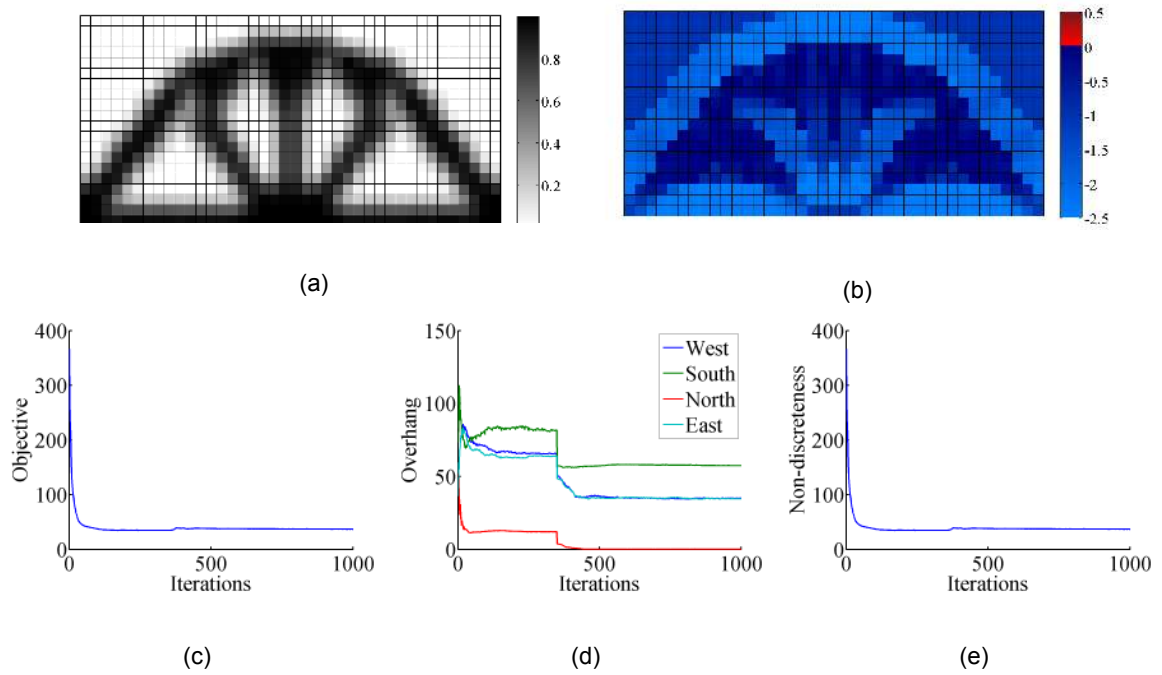 0.8
0.6
0.4
0.2
0.5
0
-0.5
-1
-1.5
-2
-2.5
(a)
(b)
400
300
200
100
0
Objective
0
500
1000
Iterations
(c)
150
100
50
0
Overhang
West
South
North
East
0
500
1000
Iterations
(d)
400
300
200
100
0
Non-discreteness
0
500
1000
Iterations
(e)